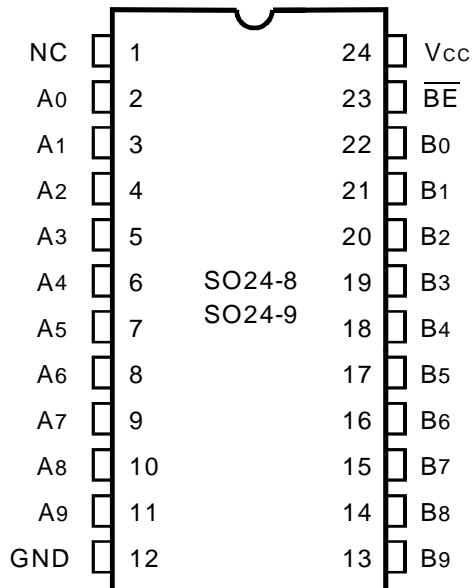 NC 1 24 Vcc
A0 2 23 B̅E̅
A1 3 22 B0
A2 4 21 B1
A3 5 20 B2
A4 6 SO24-8 19 B3
A5 7 SO24-9 18 B4
A6 8 17 B5
A7 9 16 B6
A8 10 15 B7
A9 11 14 B8
GND 12 13 B9